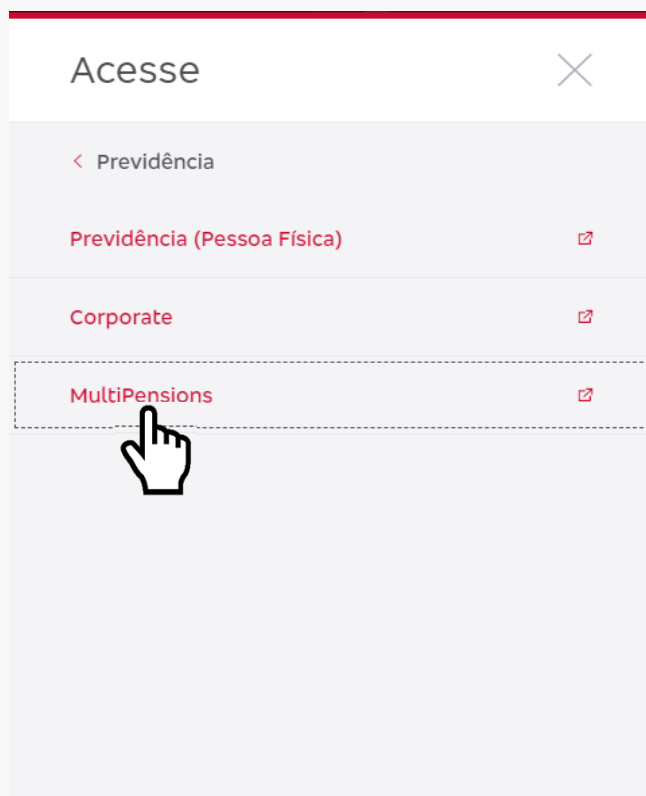 Acesse
Previdência
Previdência (Pessoa Física)
Corporate
MultiPensions